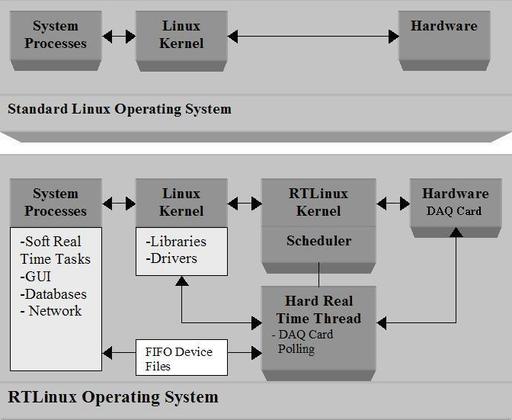 System
Processes
Linux
Kernel
Hardware
Standard Linux Operating System
System
Processes
Linux
Kernel
RTLinux
Kernel
Hardware
DAQ Card
-Soft Real
Time Tasks
-GUI
-Databases
- Network
-Libraries
-Drivers
Scheduler
Hard Real
Time Thread
- DAQ Card
Polling
FIFO Device
Files
RTLinux Operating System